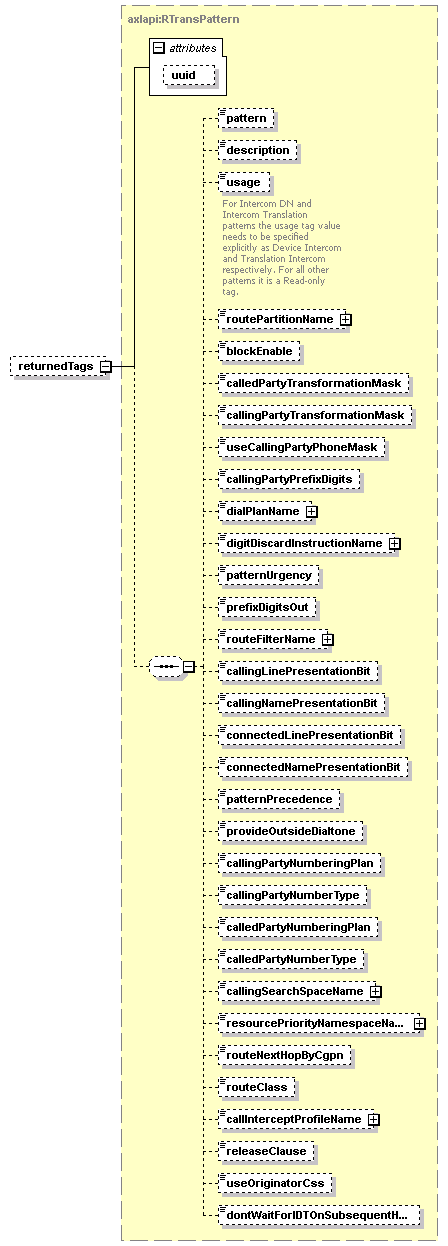 axlapi:RTransPattern
attributes
uuid
pattern
description
usage
For Intercom DN and
Intercom Translation
patterns the usage tag value
needs to be specified
explicitly as Device Intercom
and Translation Intercom
respectively. For all other
patterns it is a Read-only
tag.
routePartitionName
blockEnable
returnedTags
calledPartyTransformationMask
callingPartyTransformationMask
useCallingPartyPhoneMask
callingPartyPrefixDigits
dialPlanName
digitDiscardInstructionName
patternUrgency
prefixDigitsOut
routeFilterName
callingLinePresentationBit
callingNamePresentationBit
connectedLinePresentationBit
connectedNamePresentationBit
patternPrecedence
provideOutsideDialtone
callingPartyNumberingPlan
callingPartyNumberType
calledPartyNumberingPlan
calledPartyNumberType
callingSearchSpaceName
resourcePriorityNamespaceNa...
routeNextHopByCgpn
routeClass
callInterceptProfileName
releaseClause
useOriginatorCss
dontWaitForIDTOnSubsequentH...